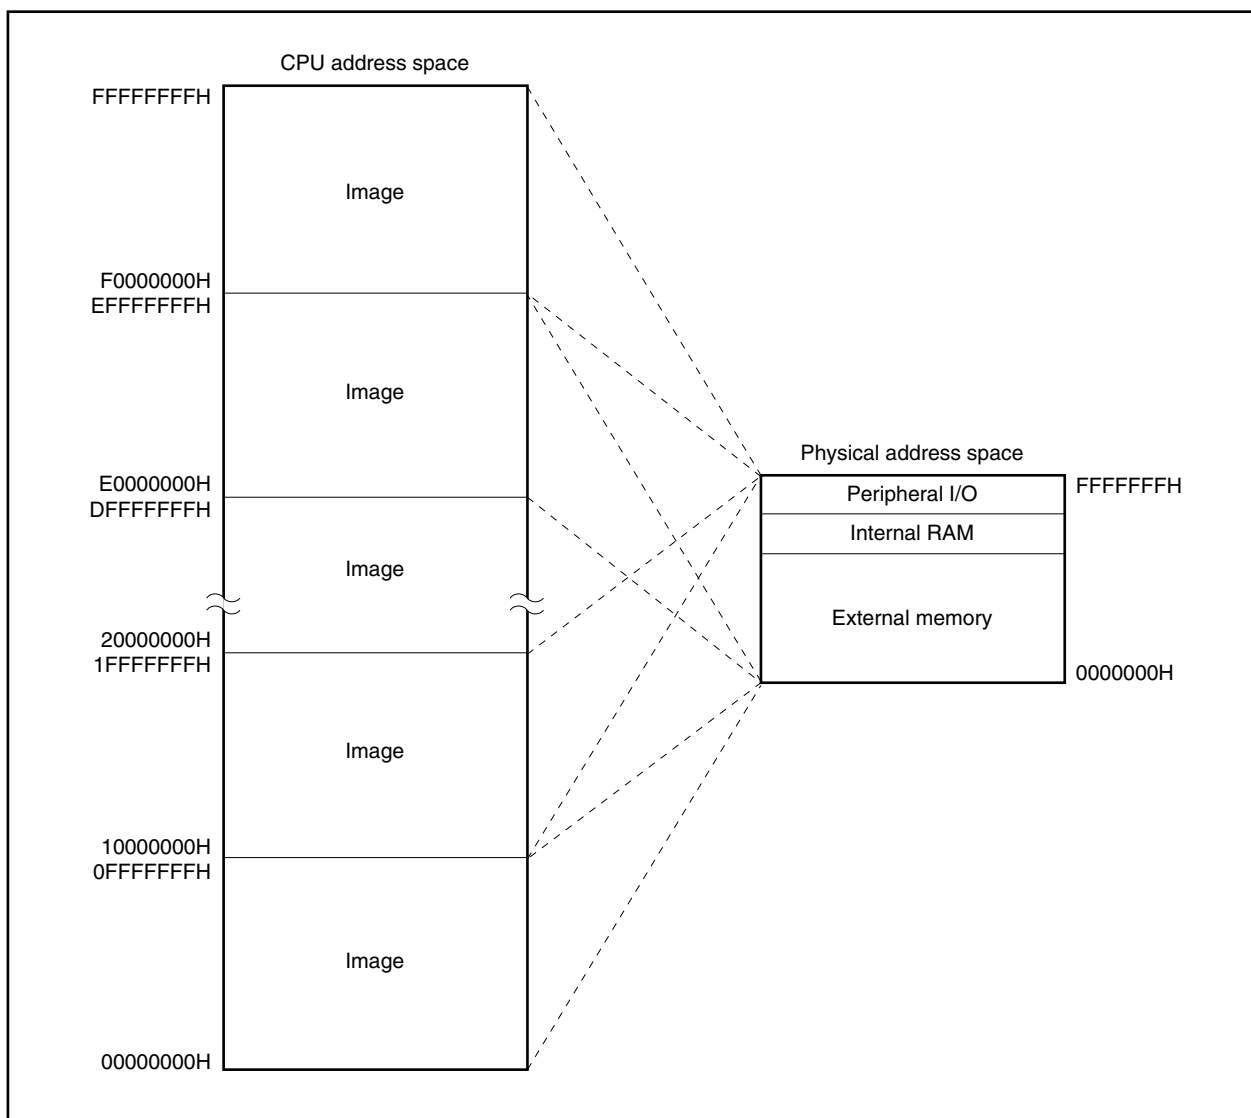 CPU address space
FFFFFFFFH
Image
F0000000H
EFFFFFFFH
Image
E0000000H
DFFFFFFFH
Image
20000000H
1FFFFFFFH
Image
10000000H
0FFFFFFFH
Image
00000000H
Physical address space
Peripheral I/O
FFFFFFFH
Internal RAM
External memory
0000000H